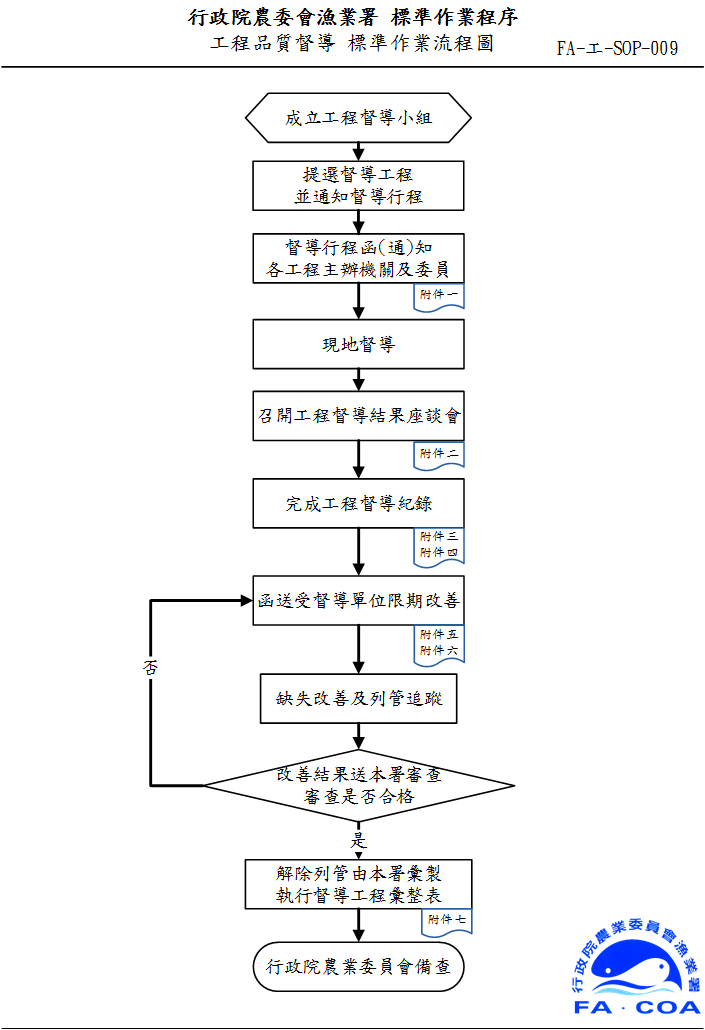 行政院農委會漁業署 標準作業程序
工程品質督導 標準作業流程圖
FA-工-SOP-009
成立工程督導小組
提選督導工程
並通知督導行程
督導行程函(通)知
各工程主辦機關及委員
附件一
現地督導
召開工程督導結果座談會
附件二
完成工程督導紀錄
附件三
附件四
函送受督導單位限期改善
附件五
附件六
否
缺失改善及列管追蹤
改善結果送本署審查
審查是否合格
是
解除列管由本署彙製
執行督導工程彙整表
附件七
行政院農業委員會備查
行政院農業委員會漁業署
FA·COA